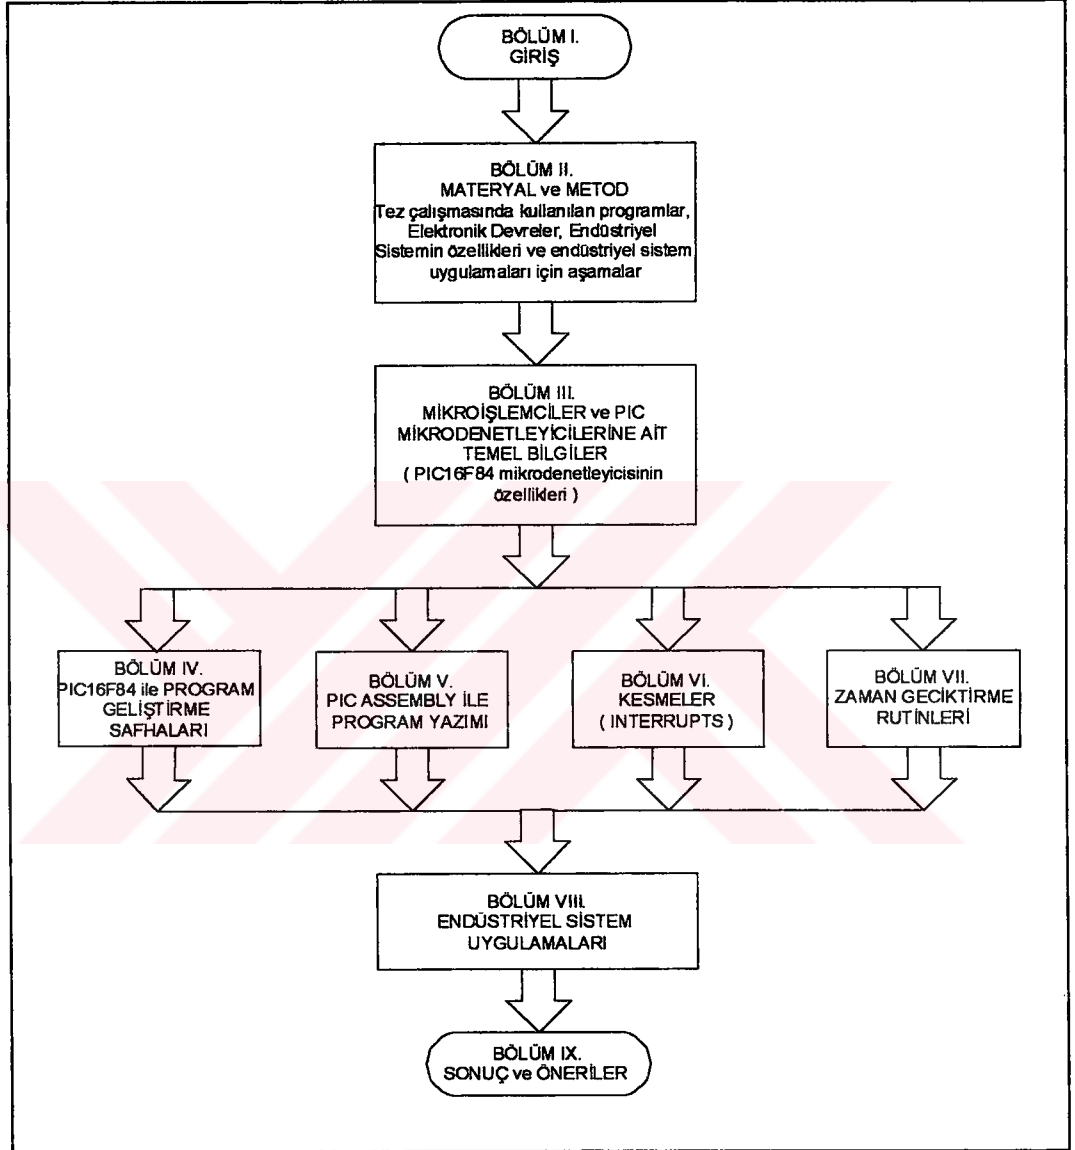 BÖLÜM I.
GİRİŞ
BÖLÜM II.
MATERYAL ve METOD
Tez çalışmasında kullanılan programlar,
Elektronik Devreler, Endüstriyel
Sistemin özellikleri ve endüstriyel sistem
uygulamaları için aşamalar
BÖLÜM III.
MİKROİŞLEMCİLER ve PIC
MİKRODENETLEYİCİLERİNE AİT
TEMEL BİLGİLER
( PIC16F84 mikrodenetleyicisinin
özellikleri )
BÖLÜM IV.
PIC16F84 ile PROGRAM
GELİŞTİRME
SAFHALARI
BÖLÜM V.
PIC ASSEMBLY İLE
PROGRAM YAZIMI
BÖLÜM VI.
KESMELER
( INTERRUPTS )
BÖLÜM VII.
ZAMAN GECİKTİRME
RUTİNLERİ
BÖLÜM VIII.
ENDÜSTRİYEL SİSTEM
UYGULAMALARI
BÖLÜM IX.
SONUÇ ve ÖNERİLER